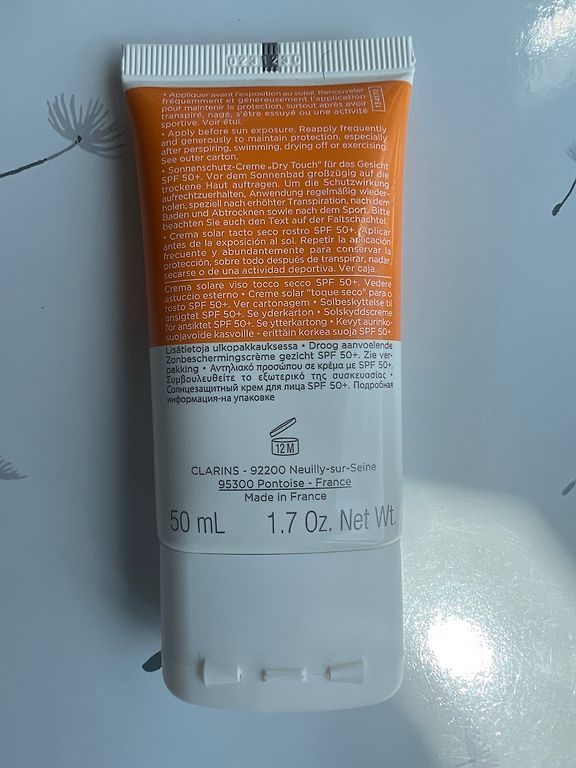 • Appliquer avant l'exposition au soleil. Renouveler
fréquemment et généreusement l'application
pour maintenir la protection, surtout après avoir
transpiré, nagé, s'être essuyé ou une activité
sportive. Voir étui.
• Apply before sun exposure. Reapply frequently
and generously to maintain protection, especially
after perspiring, swimming, drying off or exercising.
See outer carton.
• Sonnenschutz-Creme „Dry Touch" für das Gesicht
SPF 50+. Vor dem Sonnenbad großzügig auf die
trockene Haut auftragen. Um die Schutzwirkung
aufrechtzuerhalten, Anwendung regelmäßig wieder-
holen, speziell nach erhöhter Transpiration, nach dem
Baden und Abtrocknen sowie nach dem Sport. Bitte
beachten Sie auch den Text auf der Faltschachtel.
• Crema solar tacto seco rostro SPF 50+. Aplicar
antes de la exposición al sol. Repetir la aplicación
frecuente y abundantemente para conservar la
protección, sobre todo después de transpirar, nadar,
secarse o de una actividad deportiva. Ver caja.
Crema solare viso tocco secco SPF 50+. Vedere
astuccio esterno • Creme solar "toque seco" para o
rosto SPF 50+. Ver cartonagem • Solbeskyttelse til
ansigtet SPF 50+. Se yderkarton • Solskyddscreme
för ansiktet SPF 50+. Se ytterkartong • Kevyt aurinko-
suojavoide kasvoille - erittäin korkea suoja SPF 50+.
Lisätietoja ulkopakkauksessa • Droog aanvoelende
Zonbeschermingscrème gezicht SPF 50+. Zie ver-
pakking • Αντηλιακό προσώπου σε κρέμα με SPF 50+.
Συμβουλευθείτε το εξωτερικό της συσκευασίας •
Солнцезащитный крем для лица SPF 50+. Подробная
информация-на упаковке
12 M
CLARINS - 92200 Neuilly-sur-Seine
95300 Pontoise - France
Made in France
50 mL 1.7 Oz. Net Wt.